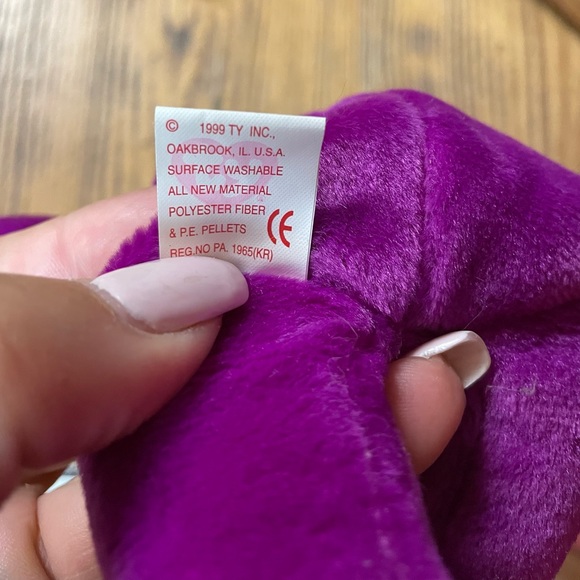 © 1999 TY INC.,
OAKBROOK, IL. U.S.A.
SURFACE WASHABLE
ALL NEW MATERIAL
POLYESTER FIBER
& P.E. PELLETS CE
REG.NO PA. 1965(KR)